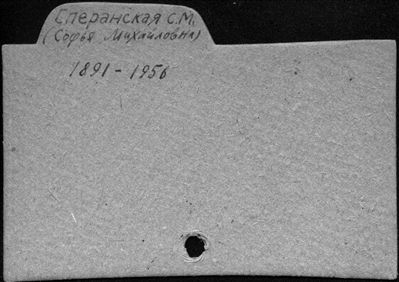 Сперанская С.М.
(Софья Михайловна)
1891 - 1956